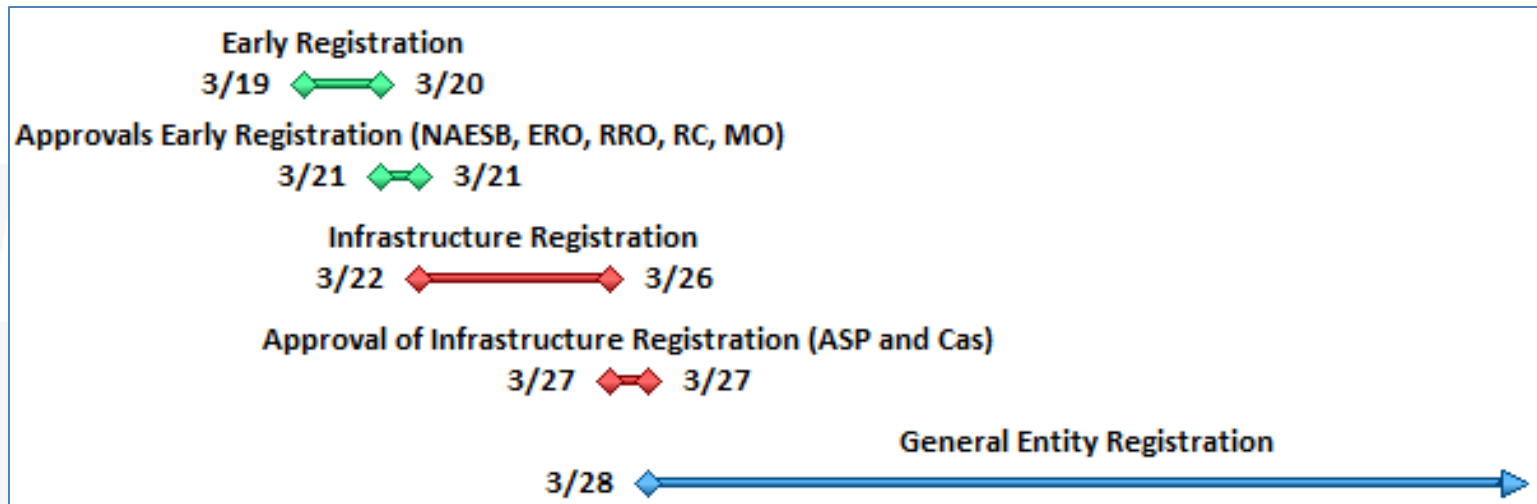 Early Registration
3/19 3/20
Approvals Early Registration (NAESB, ERO, RRO, RC, MO)
3/21 3/21
Infrastructure Registration
3/22 3/26
Approval of Infrastructure Registration (ASP and Cas)
3/27 3/27
General Entity Registration
3/28